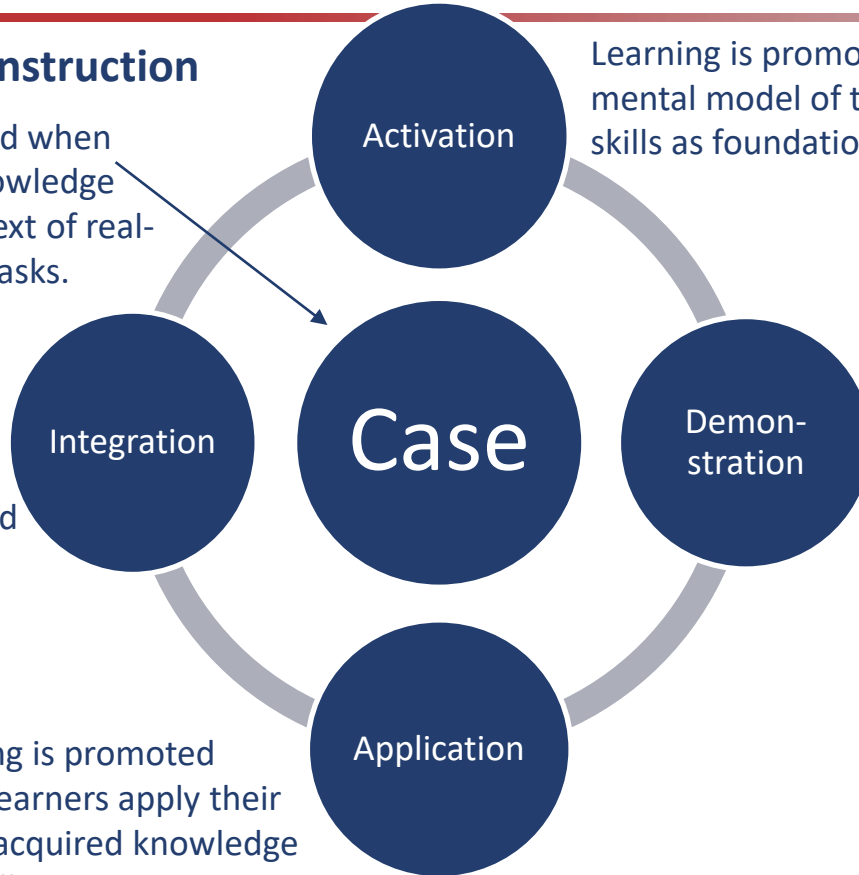 nstruction
d when
owledge
ext of real-
asks.
Learning is promo
mental model of t
skills as foundatio
Activation
Integration
Case
Demon-
stration
d
Application
ng is promoted
earners apply their
acquired knowledge